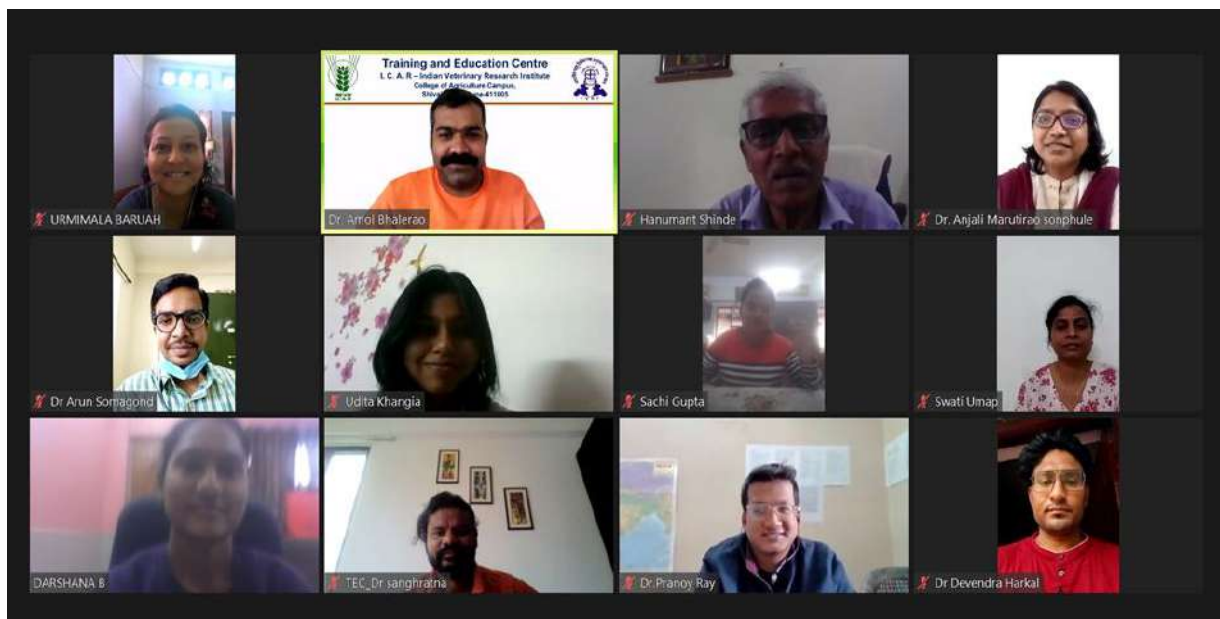 Training and Education Centre
I. C. A. R - Indian Veterinary Research Institute
College of Agriculture Campus,
URMIMALA BARUAH
Dr. Amol Bhalerao
Hanumant Shinde
Dr. Anjali Marutirao sonphule
Dr Arun Somagond
Udita Khangia
Sachi Gupta
Swati Umap
DARSHANA B
TEC_Dr sanghratna
Dr.Pranoy Ray
Dr Devendra Harkal